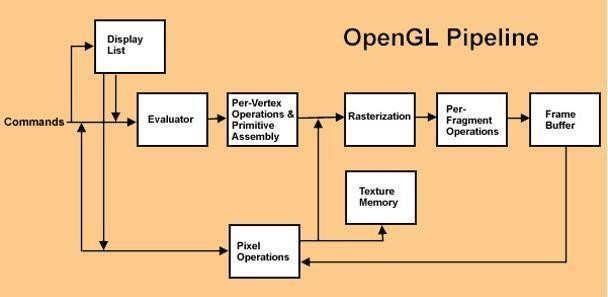 OpenGL Pipeline
Display
List
Commands
Evaluator
Per-Vertex
Operations &
Primitive
Assembly
Rasterization
Per-
Fragment
Operations
Frame
Buffer
Texture
Memory
Pixel
Operations